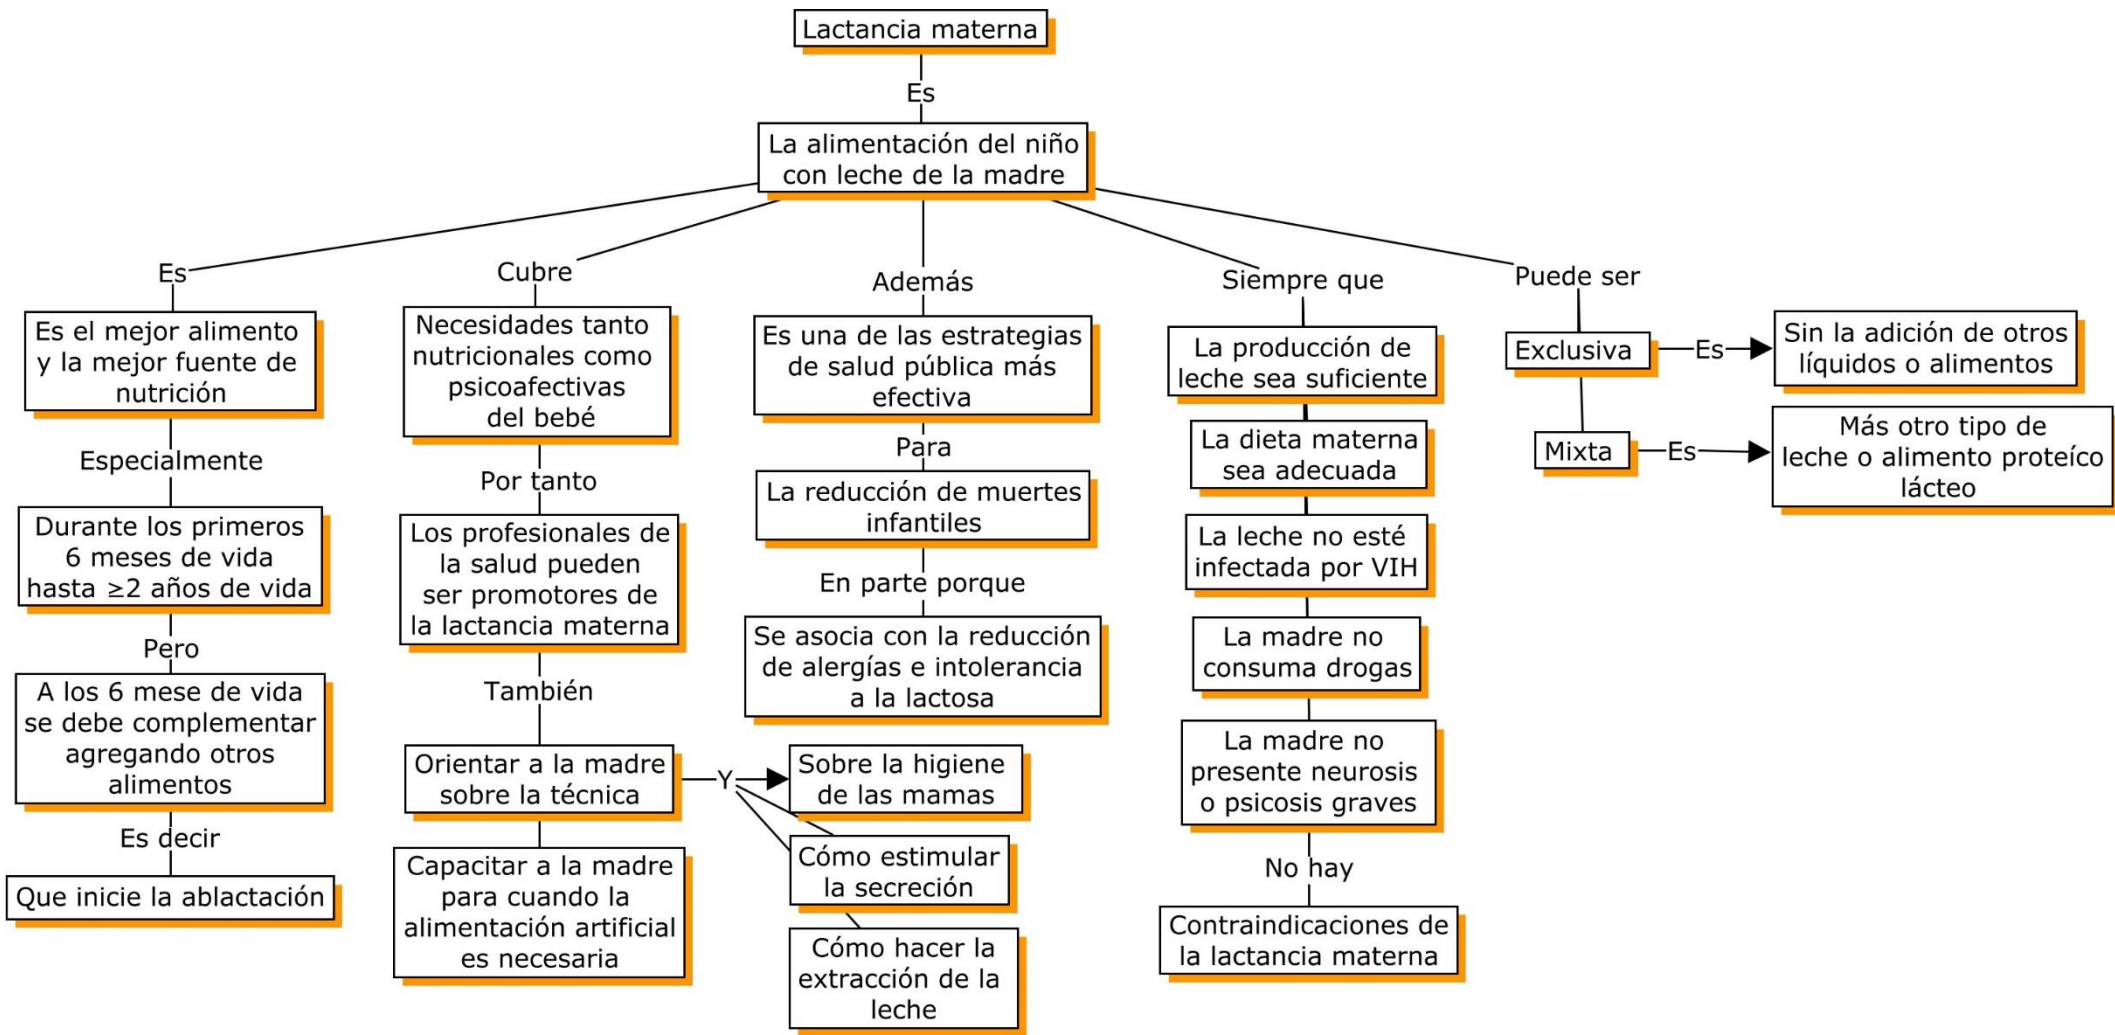 Lactancia materna
Es
La alimentación del niño
con leche de la madre
Es
Es el mejor alimento
y la mejor fuente de
nutrición
Especialmente
Durante los primeros
6 meses de vida
hasta ≥2 años de vida
Pero
A los 6 mese de vida
se debe complementar
agregando otros
alimentos
Es decir
Que inicie la ablactación
Cubre
Necesidades tanto
nutricionales como
psicoafectivas
del bebé
Por tanto
Los profesionales de
la salud pueden
ser promotores de
la lactancia materna
También
Orientar a la madre
sobre la técnica
Y
Sobre la higiene
de las mamas
Cómo estimular
la secreción
Cómo hacer la
extracción de la
leche
Capacitar a la madre
para cuando la
alimentación artificial
es necesaria
Además
Es una de las estrategias
de salud pública más
efectiva
Para
La reducción de muertes
infantiles
En parte porque
Se asocia con la reducción
de alergías e intolerancia
a la lactosa
Siempre que
La producción de
leche sea suficiente
La dieta materna
sea adecuada
La leche no esté
infectada por VIH
La madre no
consuma drogas
La madre no
presente neurosis
o psicosis graves
No hay
Contraindicaciones de
la lactancia materna
Puede ser
Exclusiva
Es
Sin la adición de otros
líquidos o alimentos
Mixta
Es
Más otro tipo de
leche o alimento proteíco
lácteo